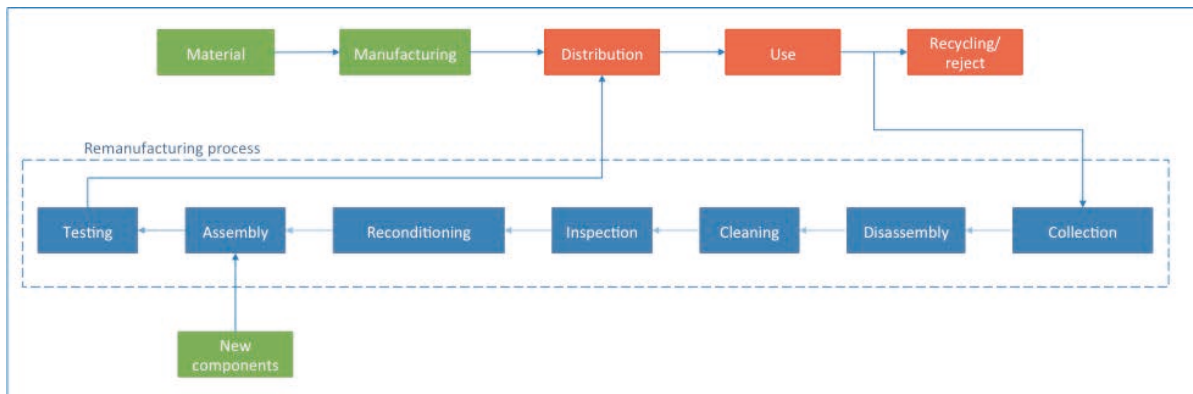 Material
Manufacturing
Distribution
Use
Recycling/
reject
Remanufacturing process
Testing
Assembly
Reconditioning
Inspection
Cleaning
Disassembly
Collection
New
components